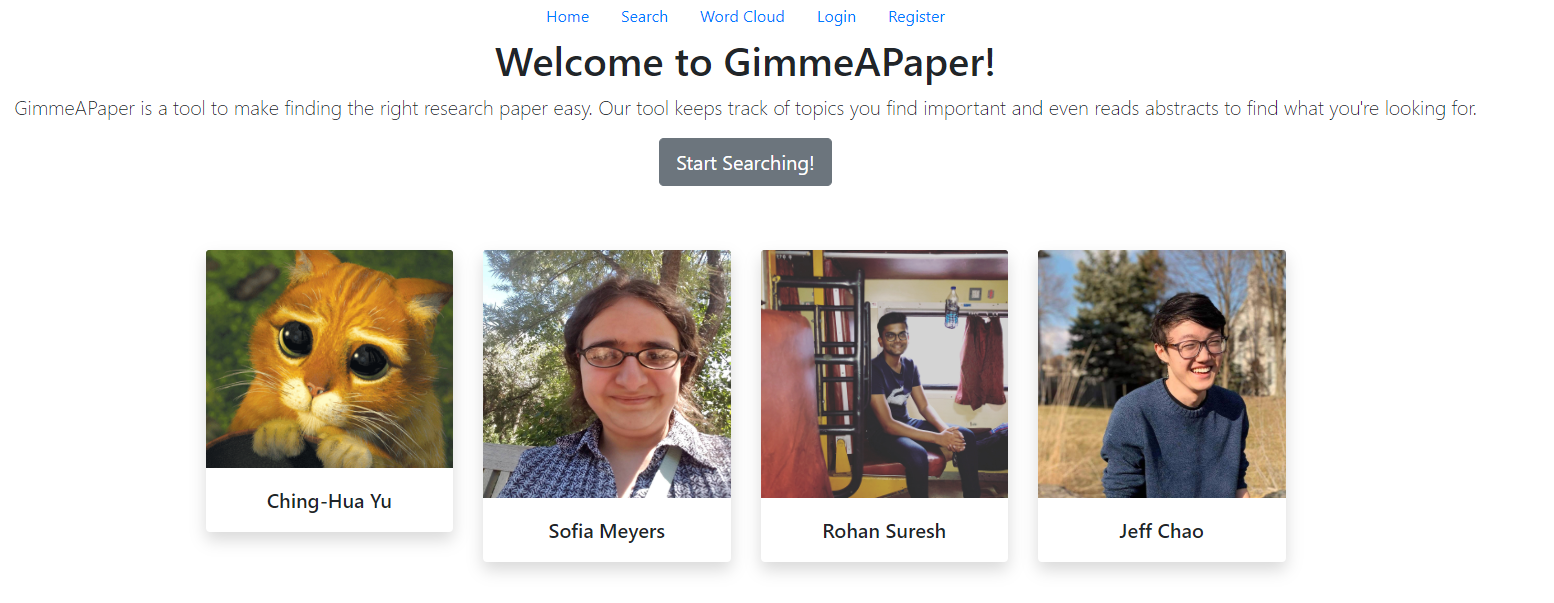 Home Search Word Cloud Login Register
Welcome to GimmeAPaper!
GimmeAPaper is a tool to make finding the right research paper easy. Our tool keeps track of topics you find important and even reads abstracts to find what you're looking for.
Start Searching!
Ching-Hua Yu
Sofia Meyers
Rohan Suresh
Jeff Chao